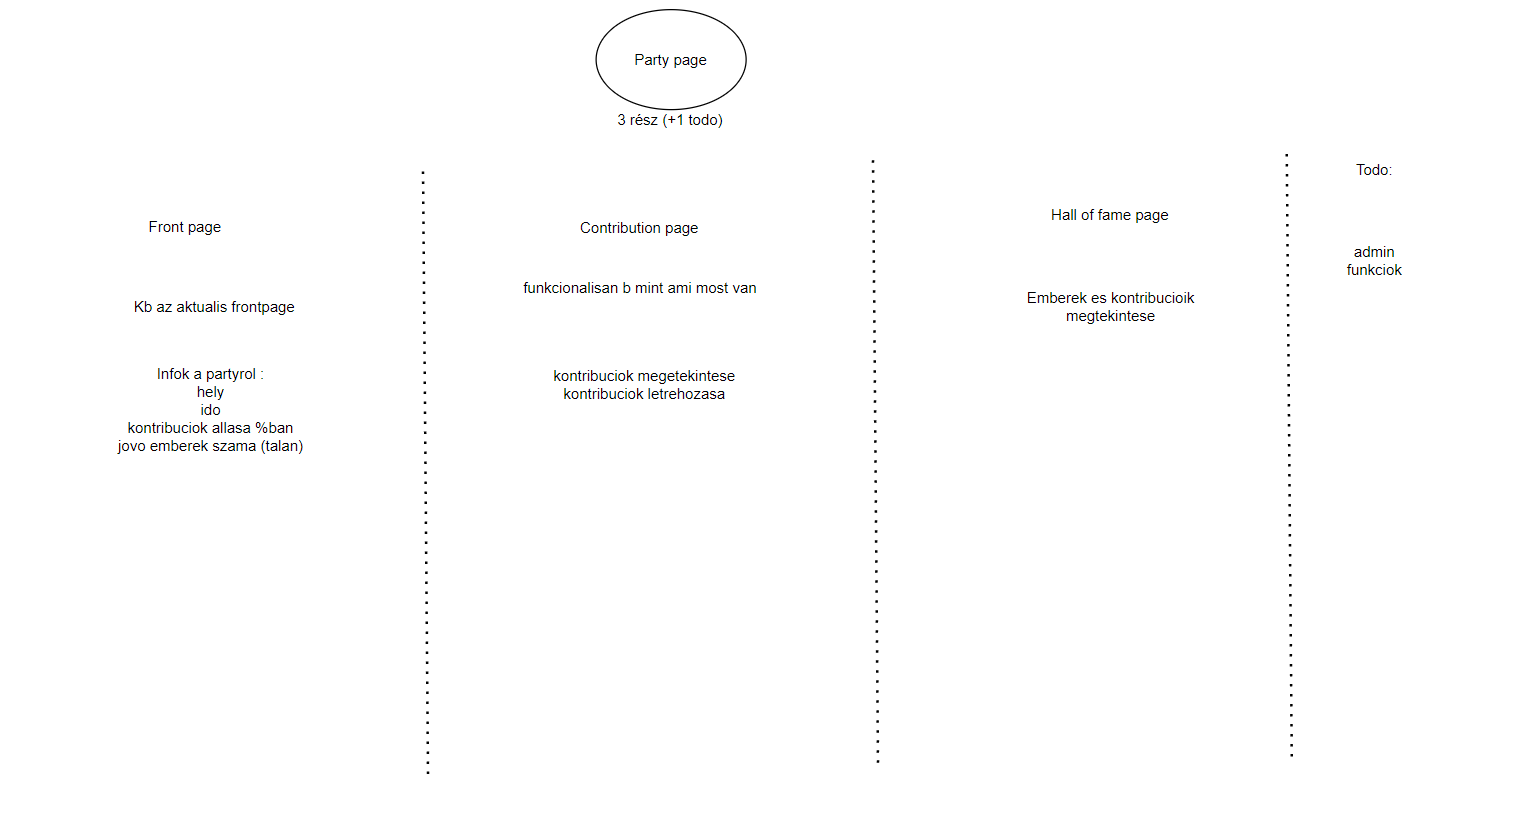 Party page
3 rész (+1 todo)
Front page
Kb az aktualis frontpage
Infok a partyrol :
hely
ido
kontribuciok allasa %ban
jovo emberek szama (talan)
Contribution page
funkcionalisan b mint ami most van
kontribuciok megetekintese
kontribuciok letrehozasa
Hall of fame page
Emberek es kontribucioik
megtekintese
Todo:
admin
funkciok